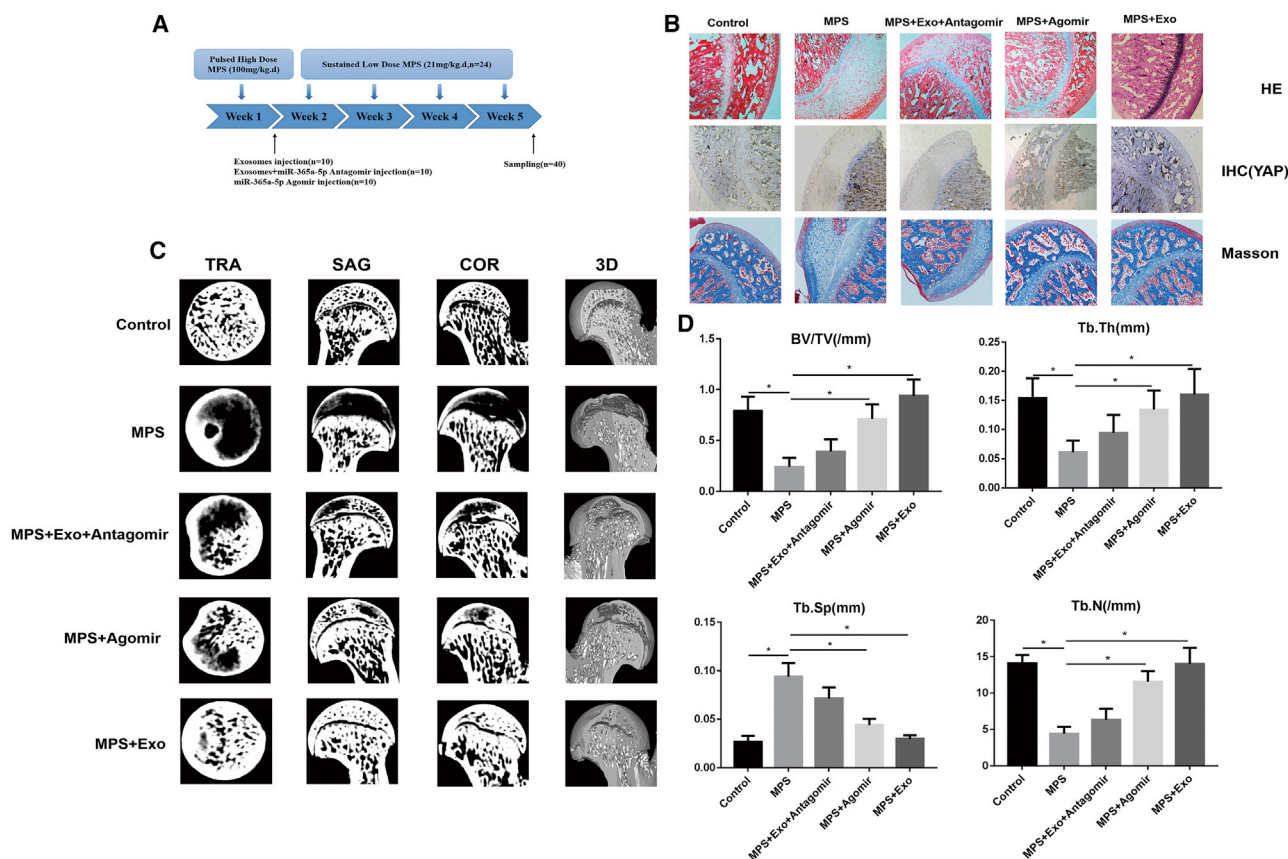 A
Pulsed High Dose
MPS (100mg/kg.d)
Sustained Low Dose MPS (21mg/kg.d,n=24)
Week 1
Week 2
Week 3
Week 4
Week 5
Exosomes injection(n=10)
Exosomes+miR-365a-5p Antagomir injection(n=10)
miR-365a-5p Agomir injection(n=10)
Sampling(n=40)
B
Control
MPS
MPS+Exo+Antagomir
MPS+Agomir
MPS+Exo
HE
IHC(YAP)
Masson
C
TRA
SAG
COR
3D
Control
MPS
MPS+Exo+Antagomir
MPS+Agomir
MPS+Exo
D
BV/TV(/mm)
1.5
1.0
0.5
0.0
*
*
*
Control
MPS
MPS+Exo+Antagomir
MPS+Agomir
MPS+Exo
Tb.Th(mm)
0.25
0.20
0.15
0.10
0.05
0.00
*
*
*
Control
MPS
MPS+Exo+Antagomir
MPS+Agomir
MPS+Exo
Tb.Sp(mm)
0.15
0.10
0.05
0.00
*
*
*
Control
MPS
MPS+Exo+Antagomir
MPS+Agomir
MPS+Exo
Tb.N(/mm)
20
15
10
5
0
*
*
*
Control
MPS
MPS+Exo+Antagomir
MPS+Agomir
MPS+Exo